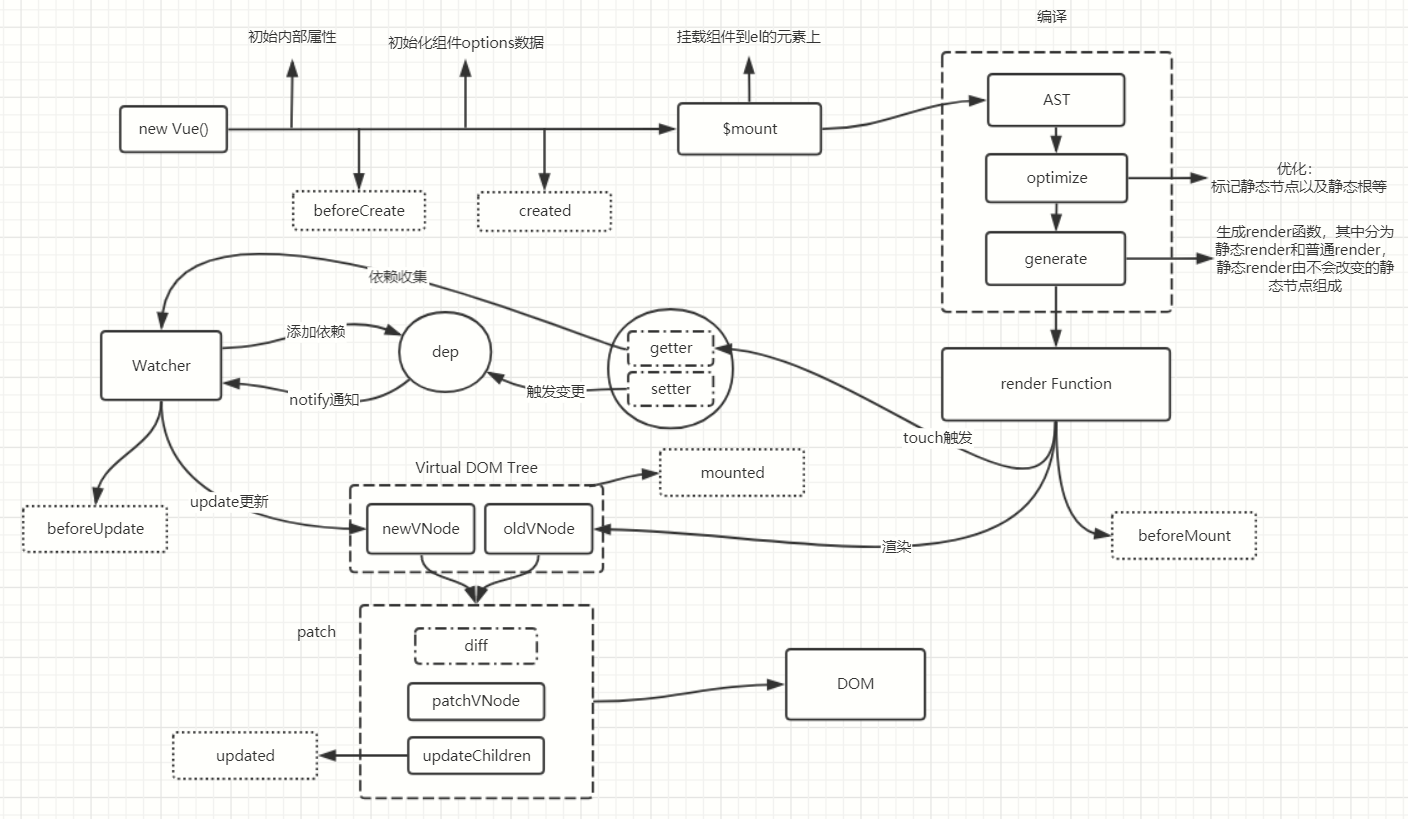 编译
初始内部属性
初始化组件options数据
挂载组件到el的元素上
new Vue()
$mount
AST
beforeCreate
created
optimize
优化：
标记静态节点以及静态根等
generate
生成render函数，其中分为
静态render和普通render，
静态render由不会改变的静
态节点组成
依赖收集
Watcher
添加依赖
dep
notify通知
触发变更
getter
setter
render Function
touch触发
Virtual DOM Tree
mounted
update更新
beforeUpdate
newVNode
oldVNode
渲染
beforeMount
patch
diff
patchVNode
updateChildren
updated
DOM